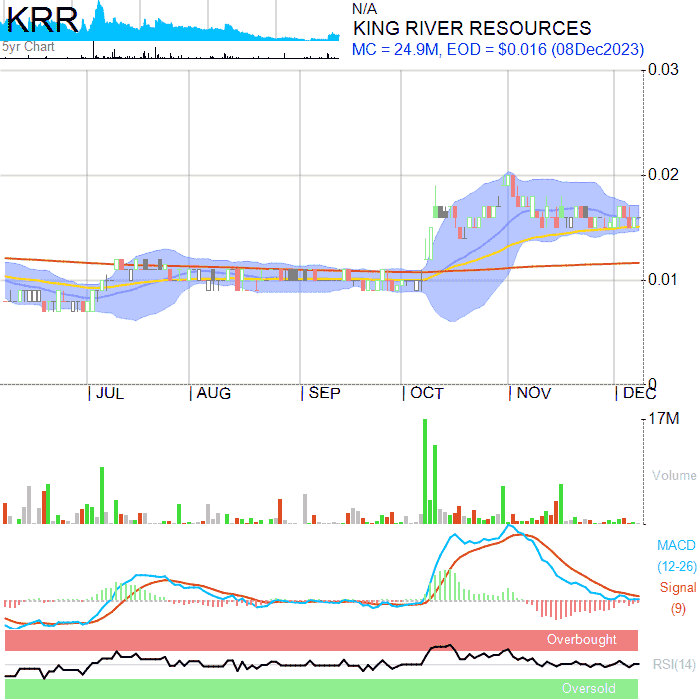 KRR
5yr Chart
N/A
KING RIVER RESOURCES
MC = 24.9M, EOD = $0.016 (08Dec2023)
0.03
0.02
0.01
0
JUL AUG SEP OCT NOV DEC
17M
Volume
MACD
(12-26)
Signal
(9)
Overbought
RSI(14)
Oversold